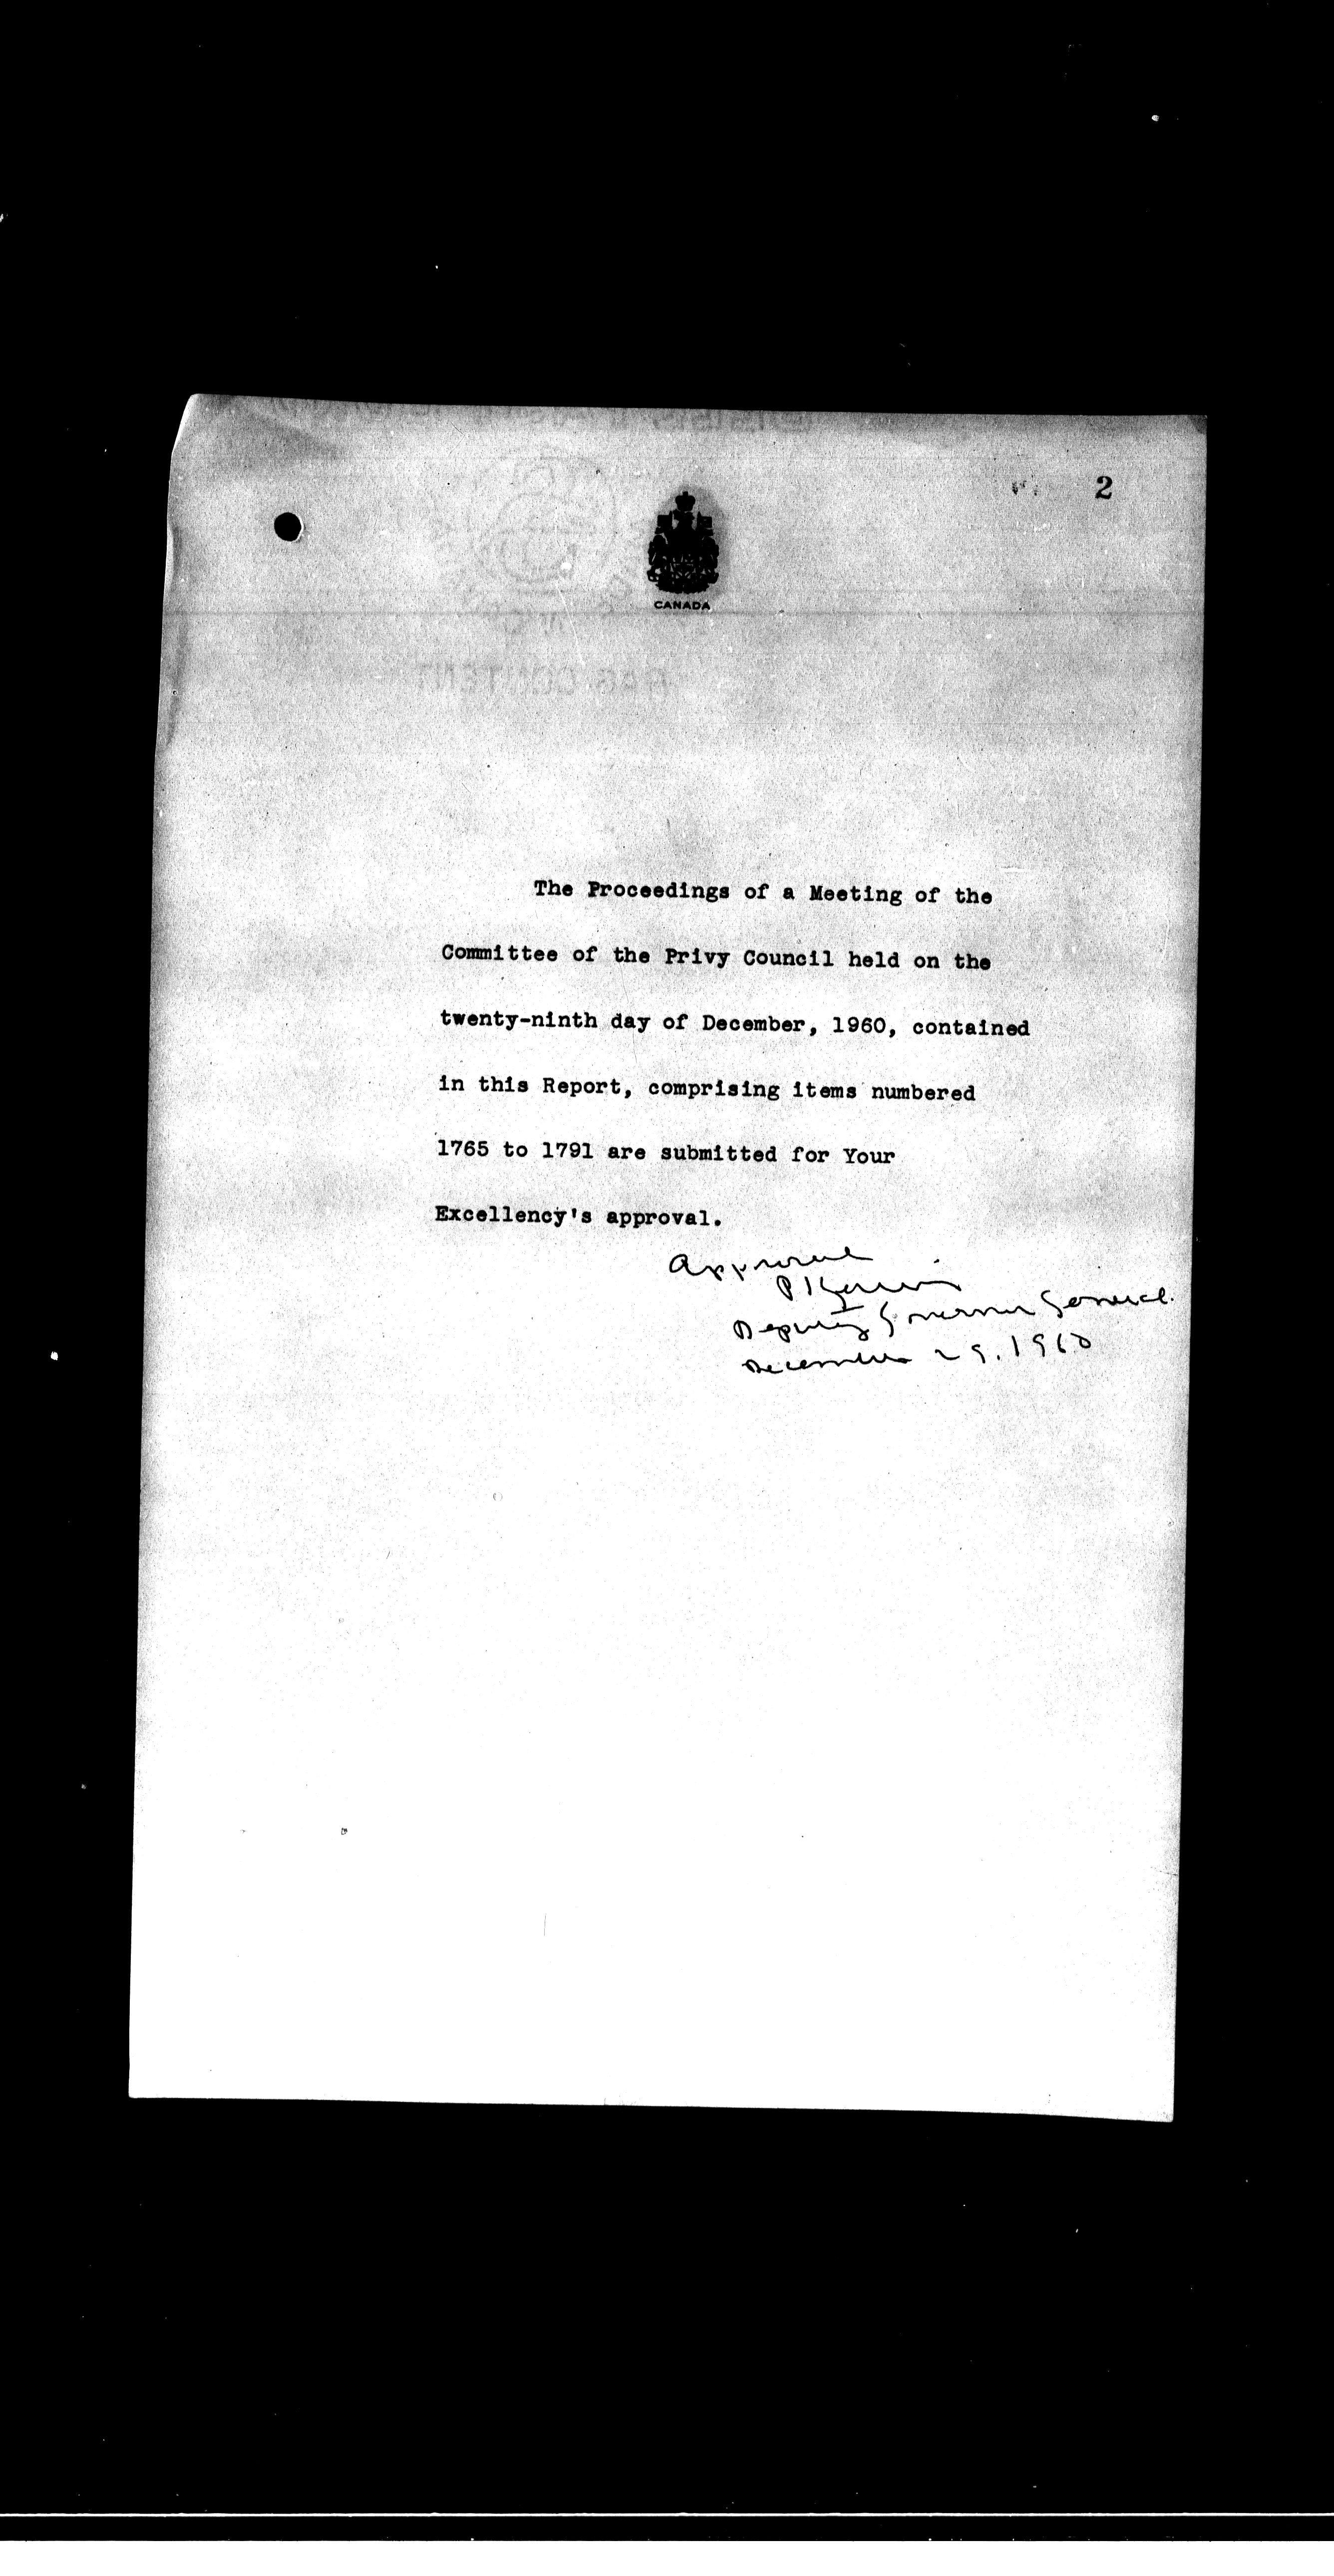 2
CANADA
The Proceedings of a Meeting of the
Committee of the Privy Council held on the
twenty-ninth day of December, 1960, contained
in this Report, comprising items numbered
1765 to 1791 are submitted for Your
Excellency's approval.
Approved
Deputy Governor General.
December 29. 1960